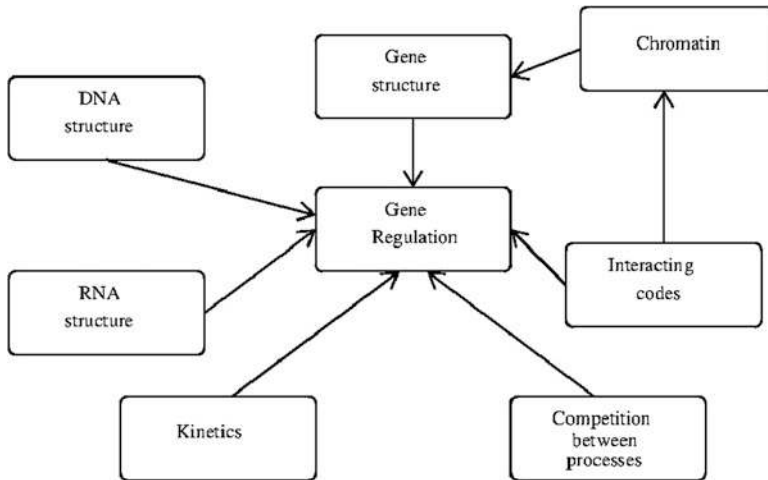 Chromatin
Gene
structure
DNA
structure
Gene
Regulation
Interacting
codes
RNA
structure
Kinetics
Competition
between
processes